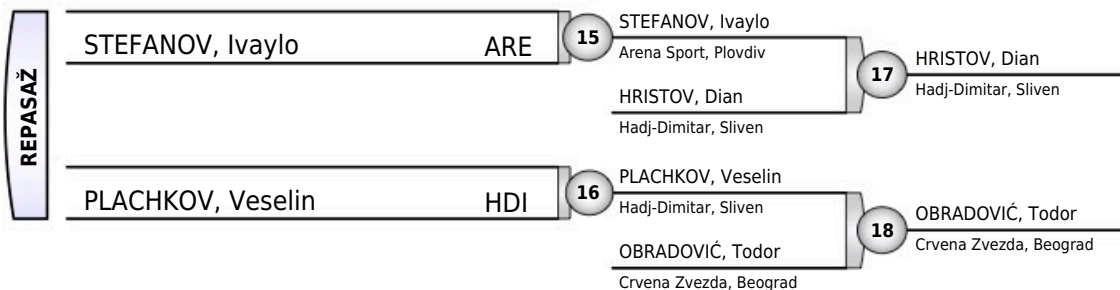 REPASAŽ
STEFANOV, Ivaylo ARE
15
STEFANOV, Ivaylo
Arena Sport, Plovdiv
HRISTOV, Dian
Hadj-Dimitar, Sliven
17
HRISTOV, Dian
Hadj-Dimitar, Sliven
PLACHKOV, Veselin HDI
16
PLACHKOV, Veselin
Hadj-Dimitar, Sliven
OBRADOVIĆ, Todor
Crvena Zvezda, Beograd
18
OBRADOVIĆ, Todor
Crvena Zvezda, Beograd